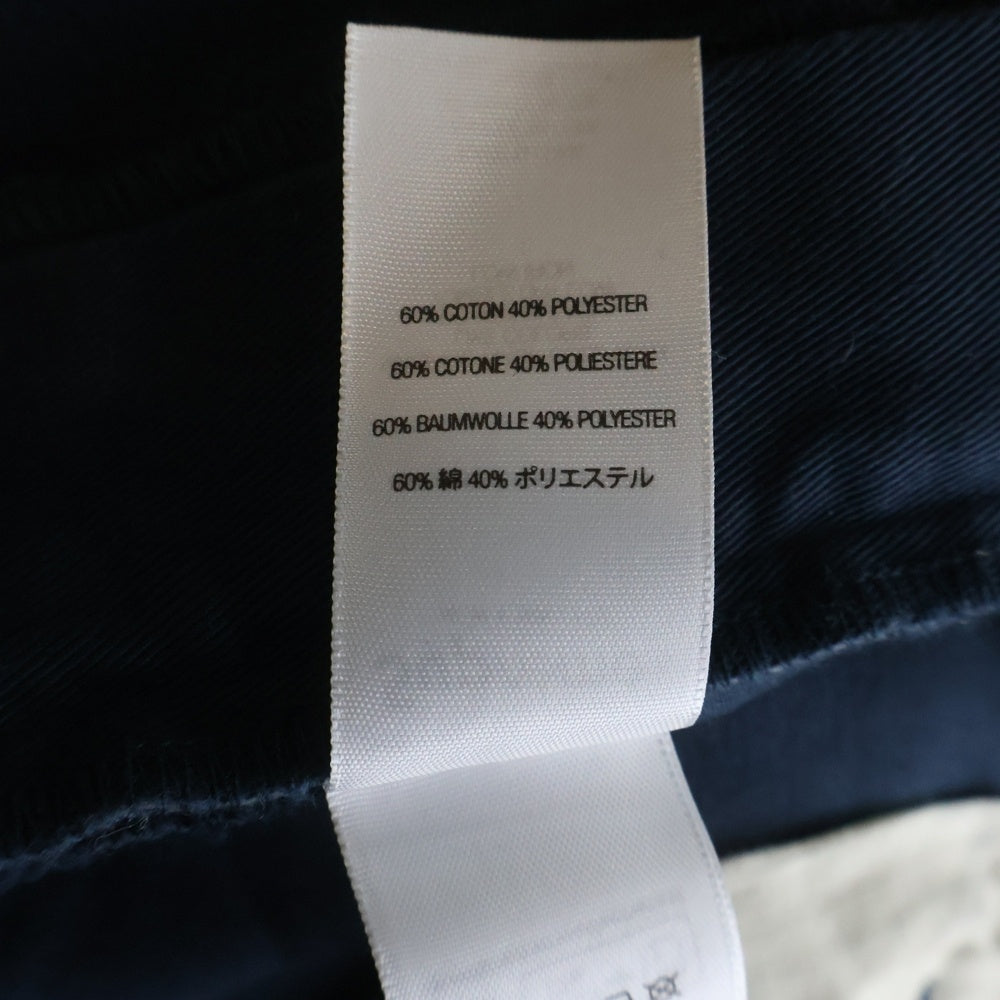 60% COTON 40% POLYESTER
60% COTONE 40% POLIESTERE
60% BAUMWOLLE 40% POLYESTER
60% 綿 40% ポリエステル